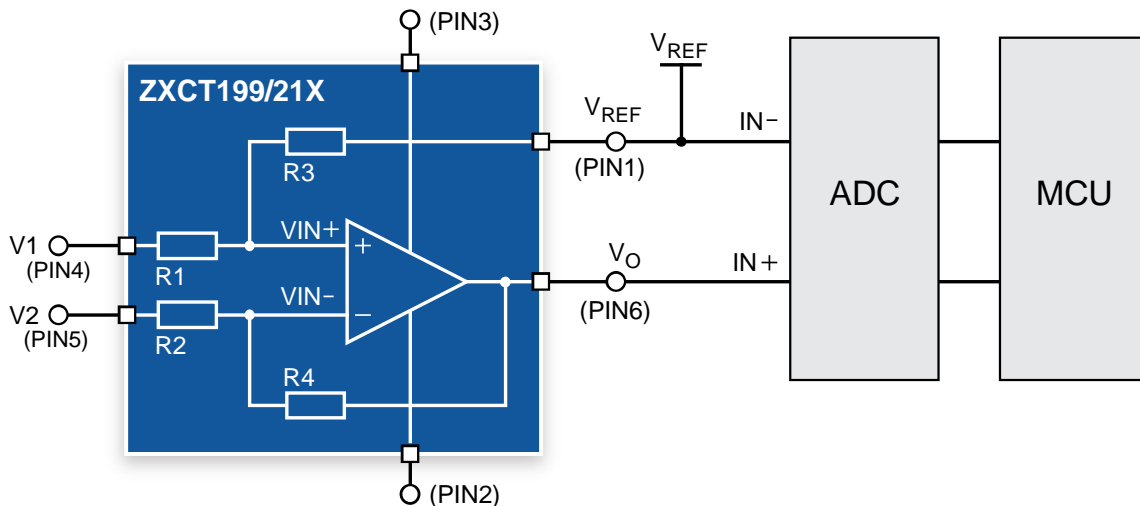 (PIN3)
ZXCT199/21X
VREF
VREF
(PIN1)
IN-
R3
ADC
MCU
V1
(PIN4)
R1
VIN+
+
VO
(PIN6)
IN+
V2
(PIN5)
R2
VIN-
-
R4
(PIN2)